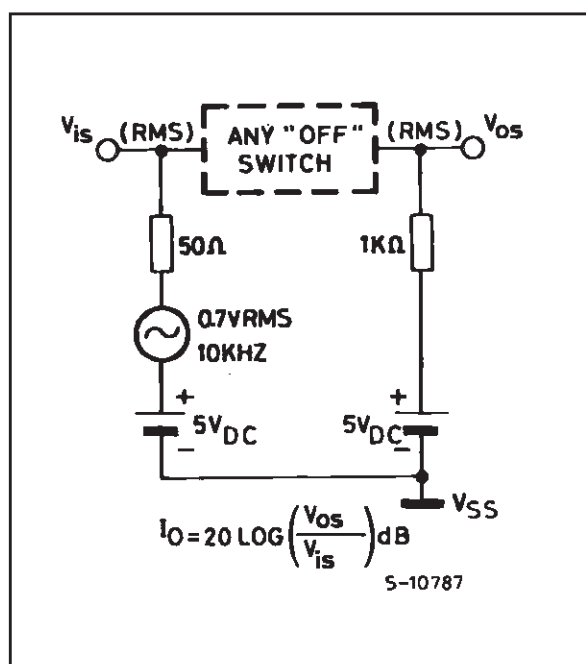 Vis (RMS) ANY "OFF" SWITCH (RMS) Vos
50Ω
1KΩ
0.7VRMS
10KHZ
+
5VDC
-
+
5VDC
-
VSS
IO=20 LOG(Vos/Vis)dB
S-10787